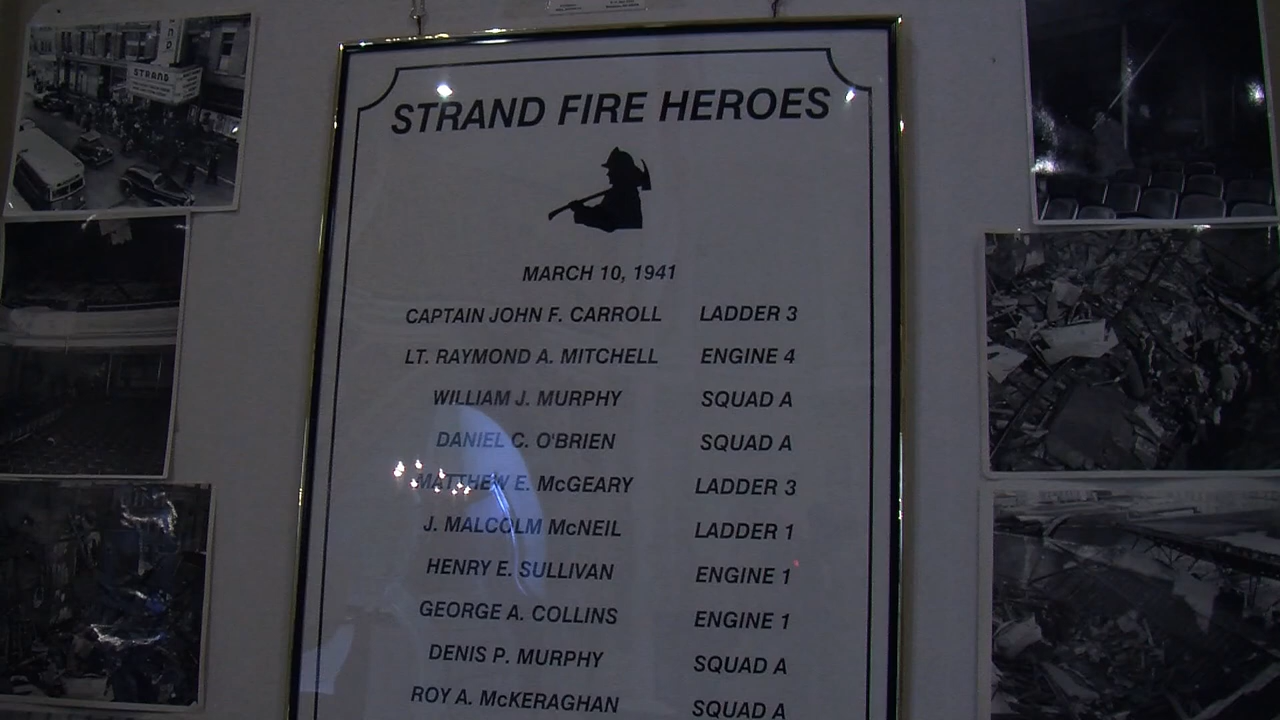 STRAND
STRAND FIRE HEROES
MARCH 10, 1941
CAPTAIN JOHN F. CARROLL LADDER 3
LT. RAYMOND A. MITCHELL ENGINE 4
WILLIAM J. MURPHY SQUAD A
DANIEL C. O'BRIEN SQUAD A
MATTHEW E. McGEARY LADDER 3
J. MALCOLM McNEIL LADDER 1
HENRY E. SULLIVAN ENGINE 1
GEORGE A. COLLINS ENGINE 1
DENIS P. MURPHY SQUAD A
ROY A. McKERAGHAN SQUAD A